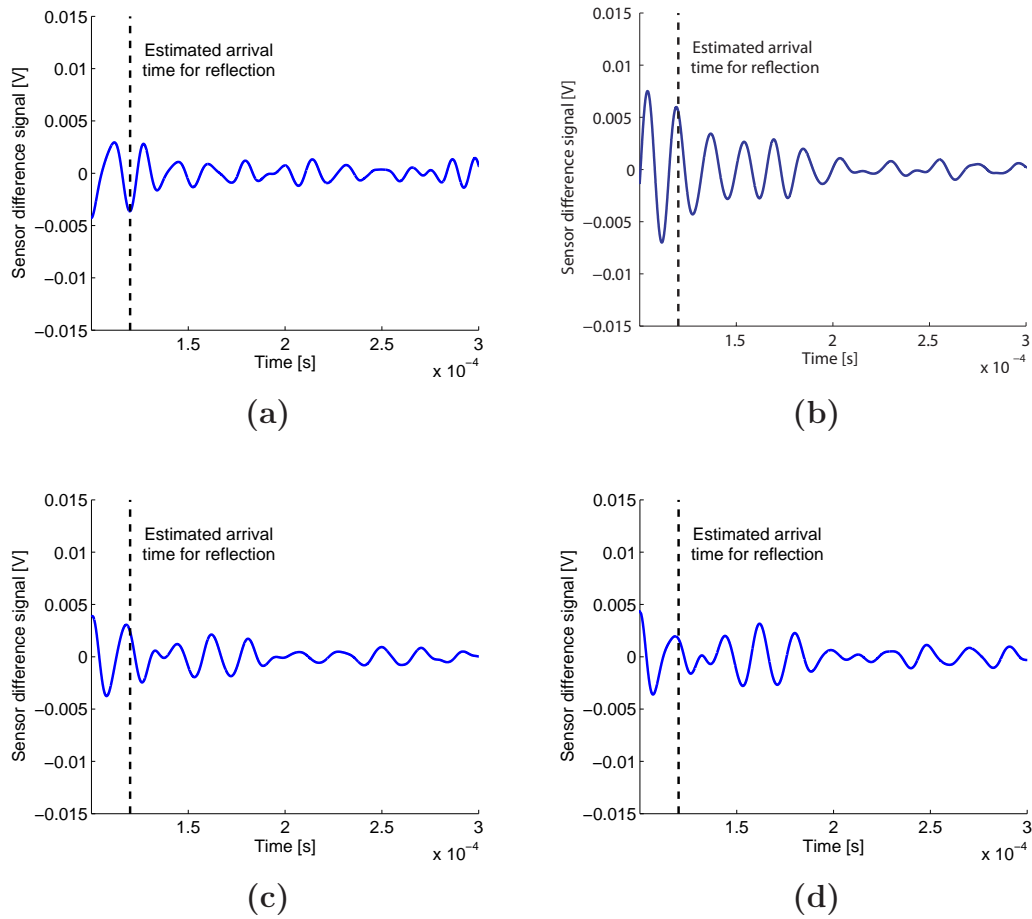 0.015
0.01
0.005
0
−0.005
−0.01
−0.015
Sensor difference signal [V]
Estimated arrival
time for reflection
1.5
2
2.5
3
Time [s]
x 10⁻⁴
(a)
0.015
0.01
0.005
0
−0.005
−0.01
−0.015
Sensor difference signal [V]
Estimated arrival
time for reflection
1.5
2
2.5
3
Time [s]
x 10⁻⁴
(b)
0.015
0.01
0.005
0
−0.005
−0.01
−0.015
Sensor difference signal [V]
Estimated arrival
time for reflection
1.5
2
2.5
3
Time [s]
x 10⁻⁴
(c)
0.015
0.01
0.005
0
−0.005
−0.01
−0.015
Sensor difference signal [V]
Estimated arrival
time for reflection
1.5
2
2.5
3
Time [s]
x 10⁻⁴
(d)